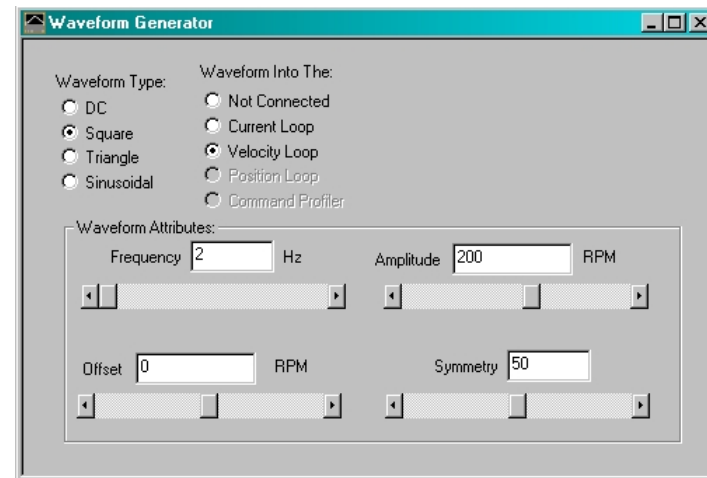 Waveform Generator
Waveform Type:
DC
Square
Triangle
Sinusoidal
Waveform Into The:
Not Connected
Current Loop
Velocity Loop
Position Loop
Command Profiler
Waveform Attributes:
Frequency 2 Hz
Amplitude 200 RPM
Offset 0 RPM
Symmetry 50